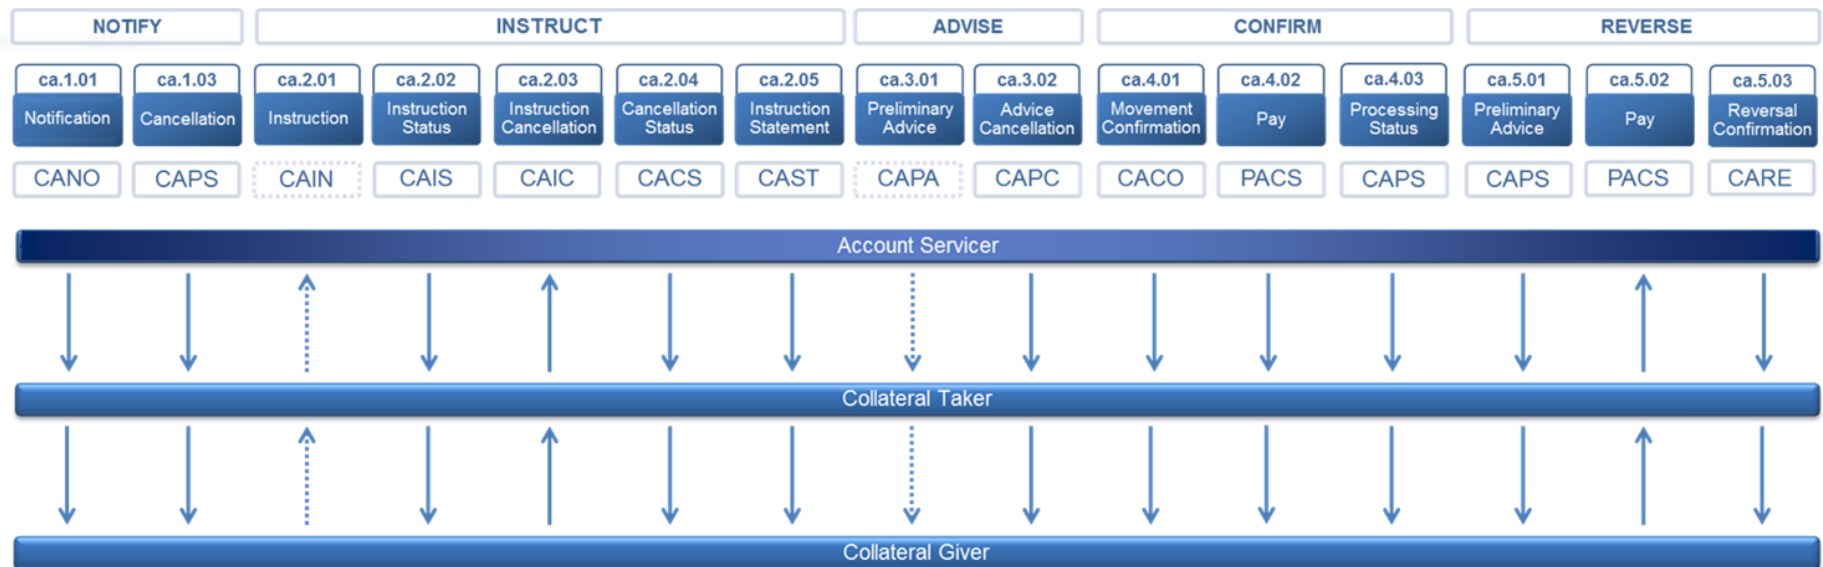 NOTIFY INSTRUCT ADVISE CONFIRM REVERSE
ca.1.01 ca.1.03 ca.2.01 ca.2.02 ca.2.03 ca.2.04 ca.2.05 ca.3.01 ca.3.02 ca.4.01 ca.4.02 ca.4.03 ca.5.01 ca.5.02 ca.5.03
Notification
Cancellation
Instruction
Instruction
Status
Instruction
Cancellation
Cancellation
Status
Instruction
Statement
Preliminary
Advice
Advice
Cancellation
Movement
Confirmation
Pay
Processing
Status
Preliminary
Advice
Pay
Reversal
Confirmation
CANO CAPS CAIN CAIS CAIC CACS CAST CAPA CAPC CACO PACS CAPS CAPS PACS CARE
Account Servicer
Collateral Taker
Collateral Giver